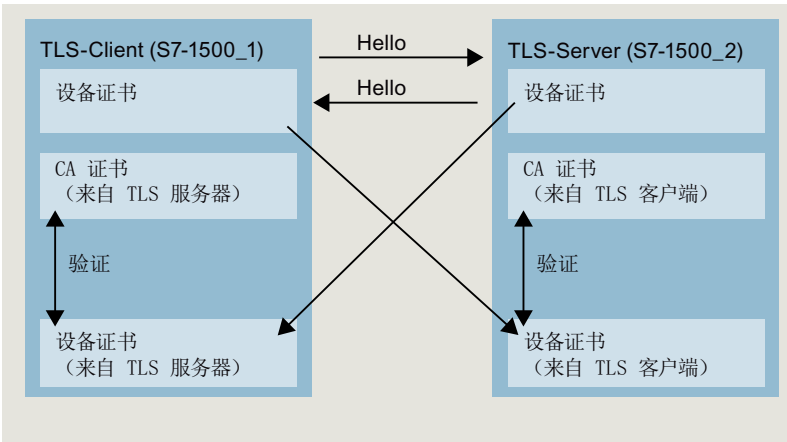 TLS-Client (S7-1500_1)
设备证书
CA 证书
（来自 TLS 服务器）
验证
设备证书
（来自 TLS 服务器）
Hello
Hello
TLS-Server (S7-1500_2)
设备证书
CA 证书
（来自 TLS 客户端）
验证
设备证书
（来自 TLS 客户端）